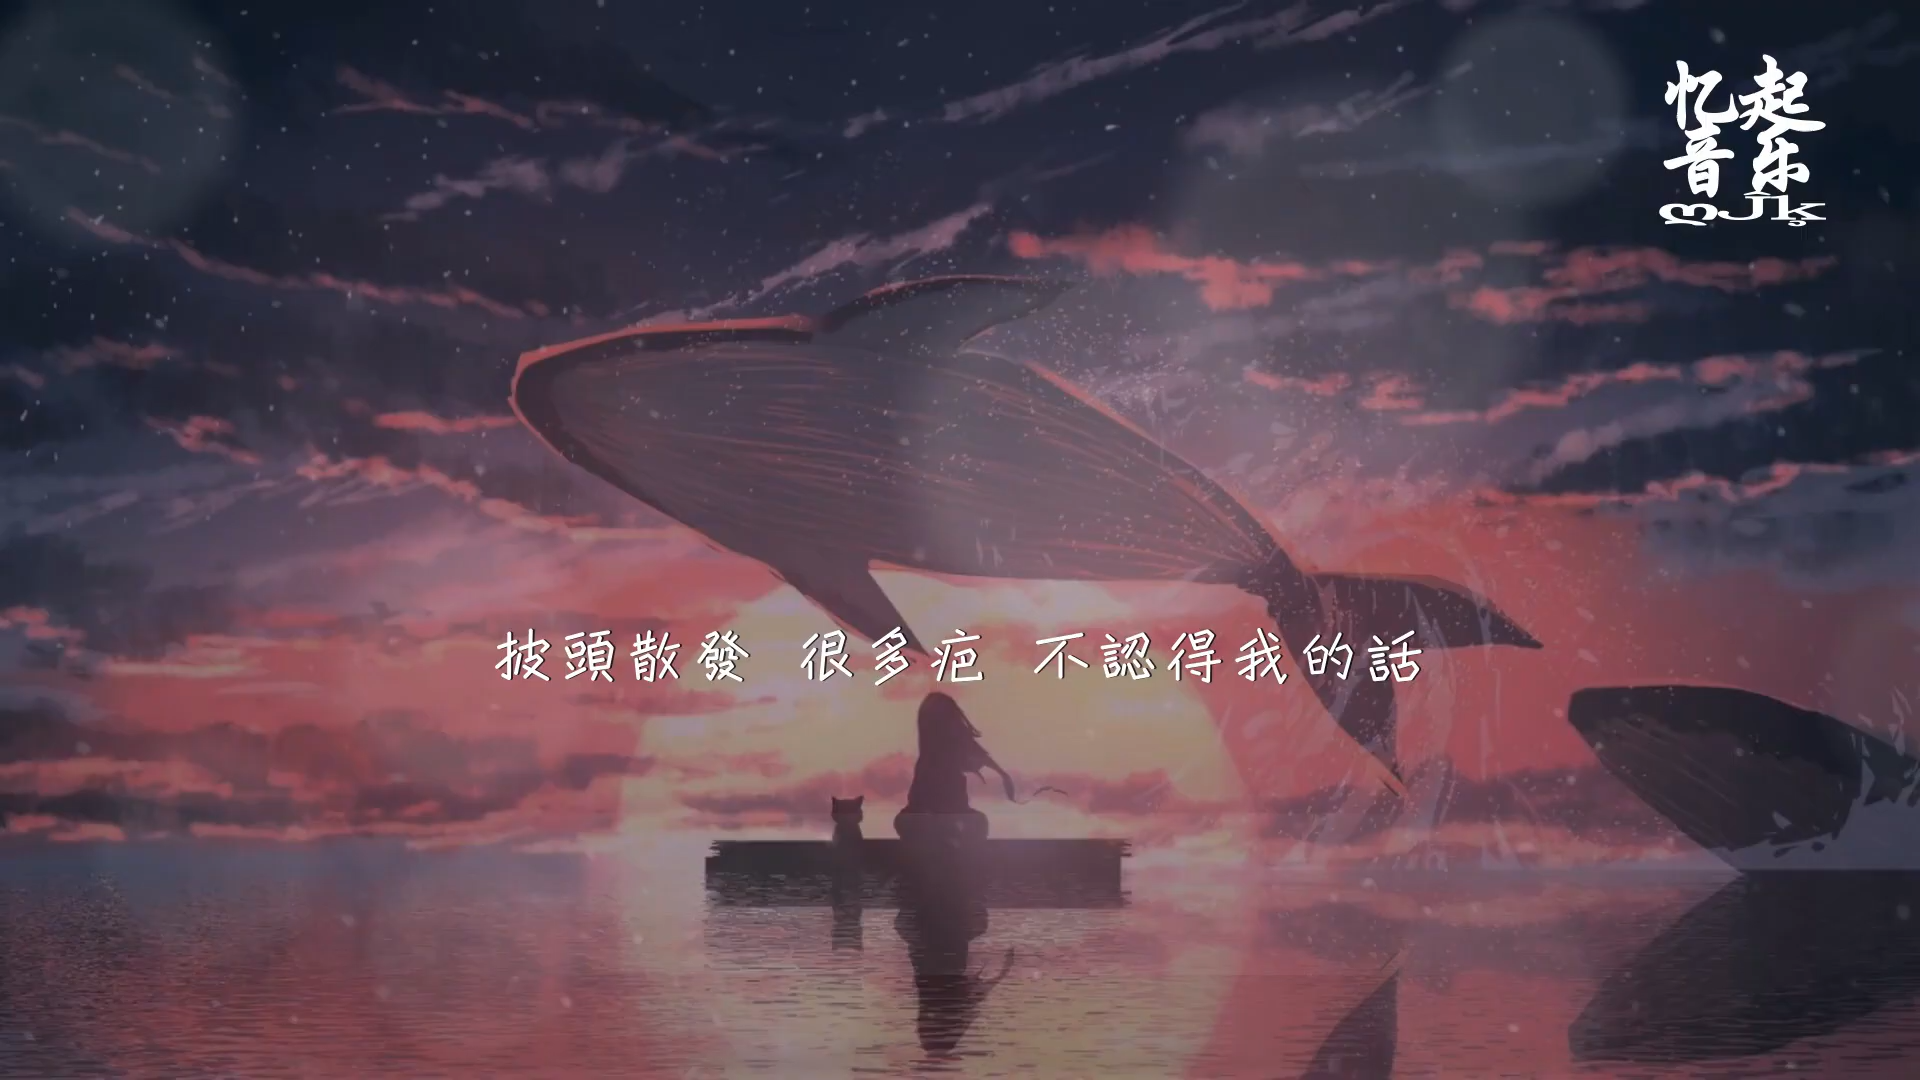 忆起
音乐
披頭散發 很多疤 不認得我的話